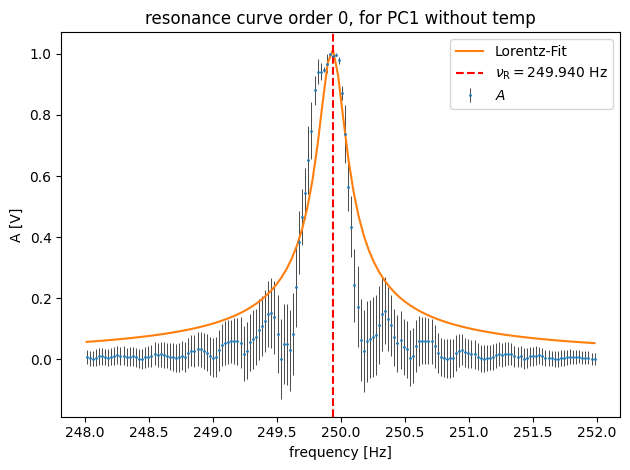 resonance curve order 0, for PC1 without temp
Lorentz-Fit
ν_R = 249.940 Hz
A
A [V]
1.0
0.8
0.6
0.4
0.2
0.0
248.0 248.5 249.0 249.5 250.0 250.5 251.0 251.5 252.0
frequency [Hz]